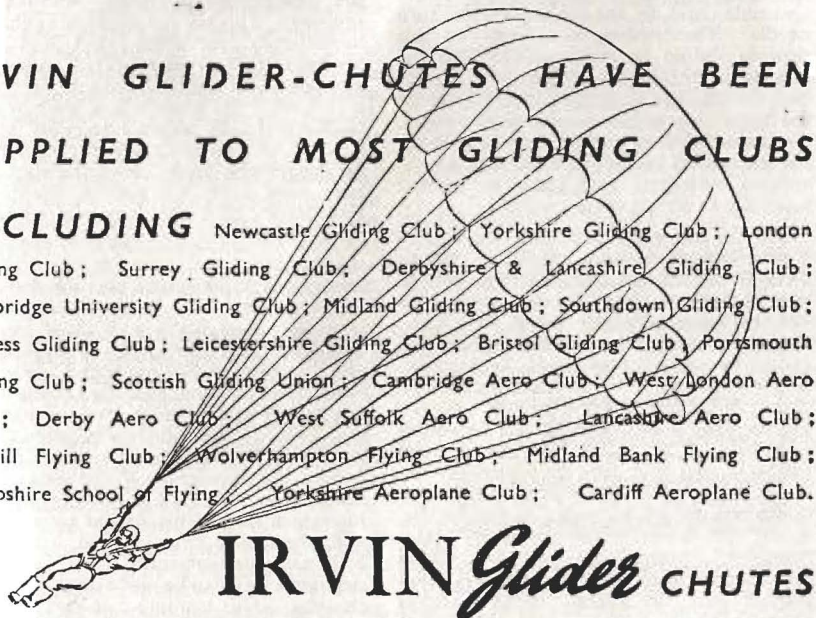 VIN GLIDER-CHUTES HAVE BEEN
PPLIED TO MOST GLIDING CLUBS
CLUDING Newcastle Gliding Club; Yorkshire Gliding Club; London
ng Club; Surrey Gliding Club; Derbyshire & Lancashire Gliding Club;
bridge University Gliding Club; Midland Gliding Club; Southdown Gliding Club;
ess Gliding Club; Leicestershire Gliding Club; Bristol Gliding Club; Portsmouth
ng Club; Scottish Gliding Union; Cambridge Aero Club; West London Aero
; Derby Aero Club; West Suffolk Aero Club; Lancashire Aero Club;
ill Flying Club; Wolverhampton Flying Club; Midland Bank Flying Club;
pshire School of Flying; Yorkshire Aeroplane Club; Cardiff Aeroplane Club.
IRVIN Glider CHUTES